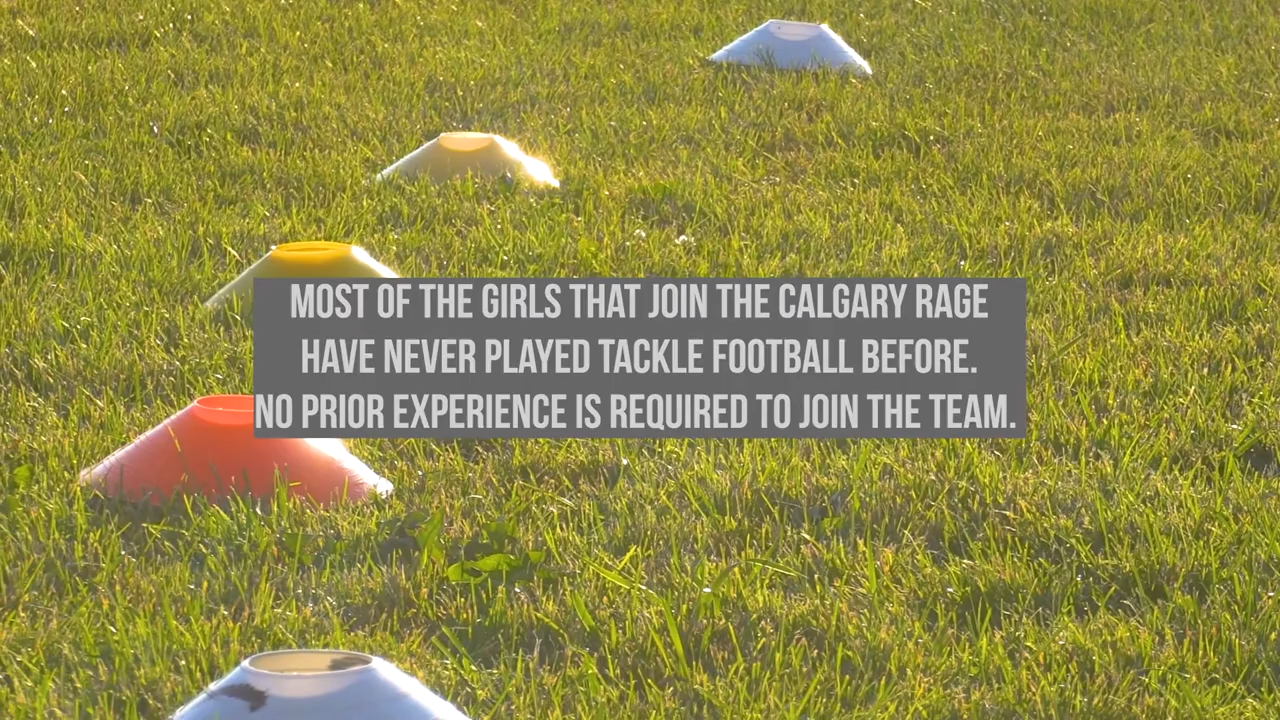 MOST OF THE GIRLS THAT JOIN THE CALGARY RAGE
HAVE NEVER PLAYED TACKLE FOOTBALL BEFORE.
NO PRIOR EXPERIENCE IS REQUIRED TO JOIN THE TEAM.